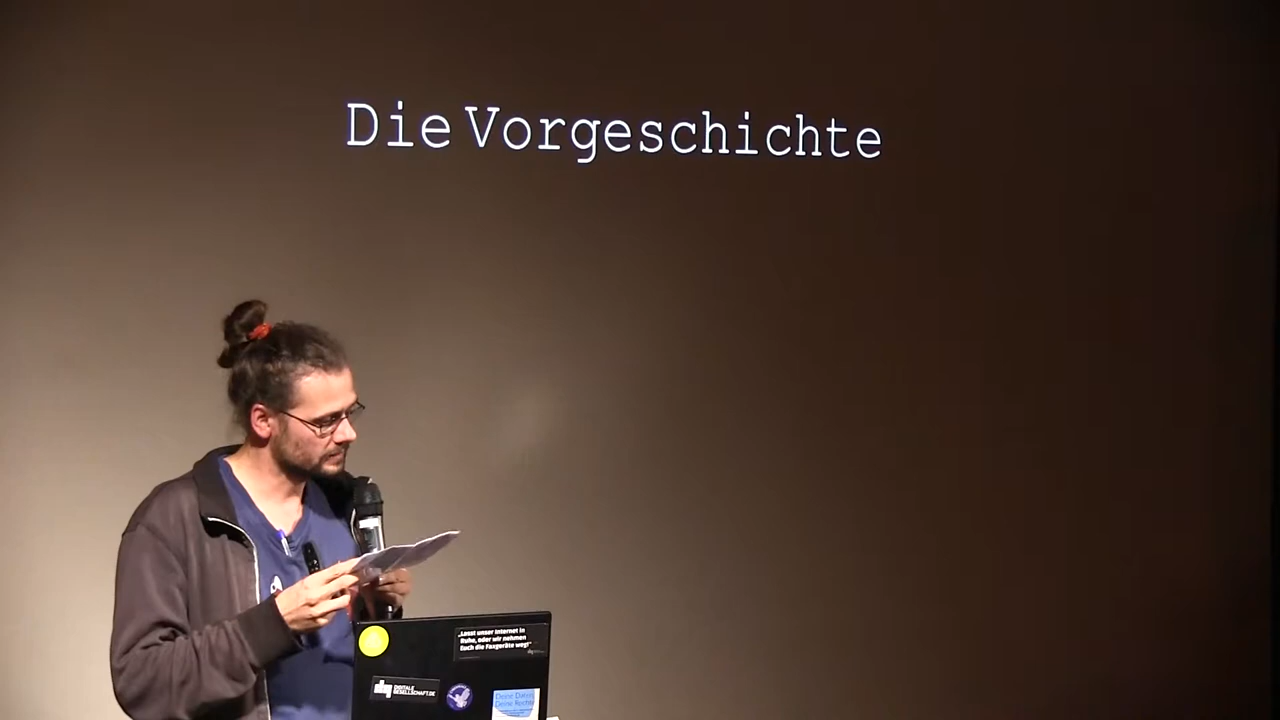 Die Vorgeschichte
„Lasst unser Internet in
Ruhe, oder wir nehmen
Euch die Faxgeräte weg!“
DIGITALE
GESELLSCHAFT.DE
Deine Daten
Deine Rechte